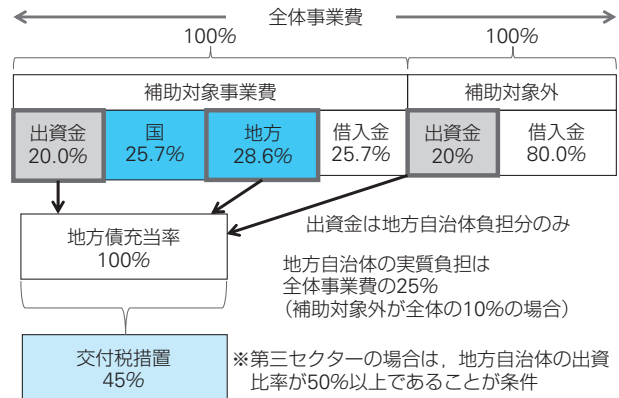 全体事業費
100%
100%
補助対象事業費
補助対象外
出資金
20.0%
国
25.7%
地方
28.6%
借入金
25.7%
出資金
20%
借入金
80.0%
地方債充当率
100%
出資金は地方自治体負担分のみ
地方自治体の実質負担は
全体事業費の25%
(補助対象外が全体の10%の場合)
交付税措置
45%
※第三セクターの場合は,地方自治体の出資
比率が50%以上であることが条件